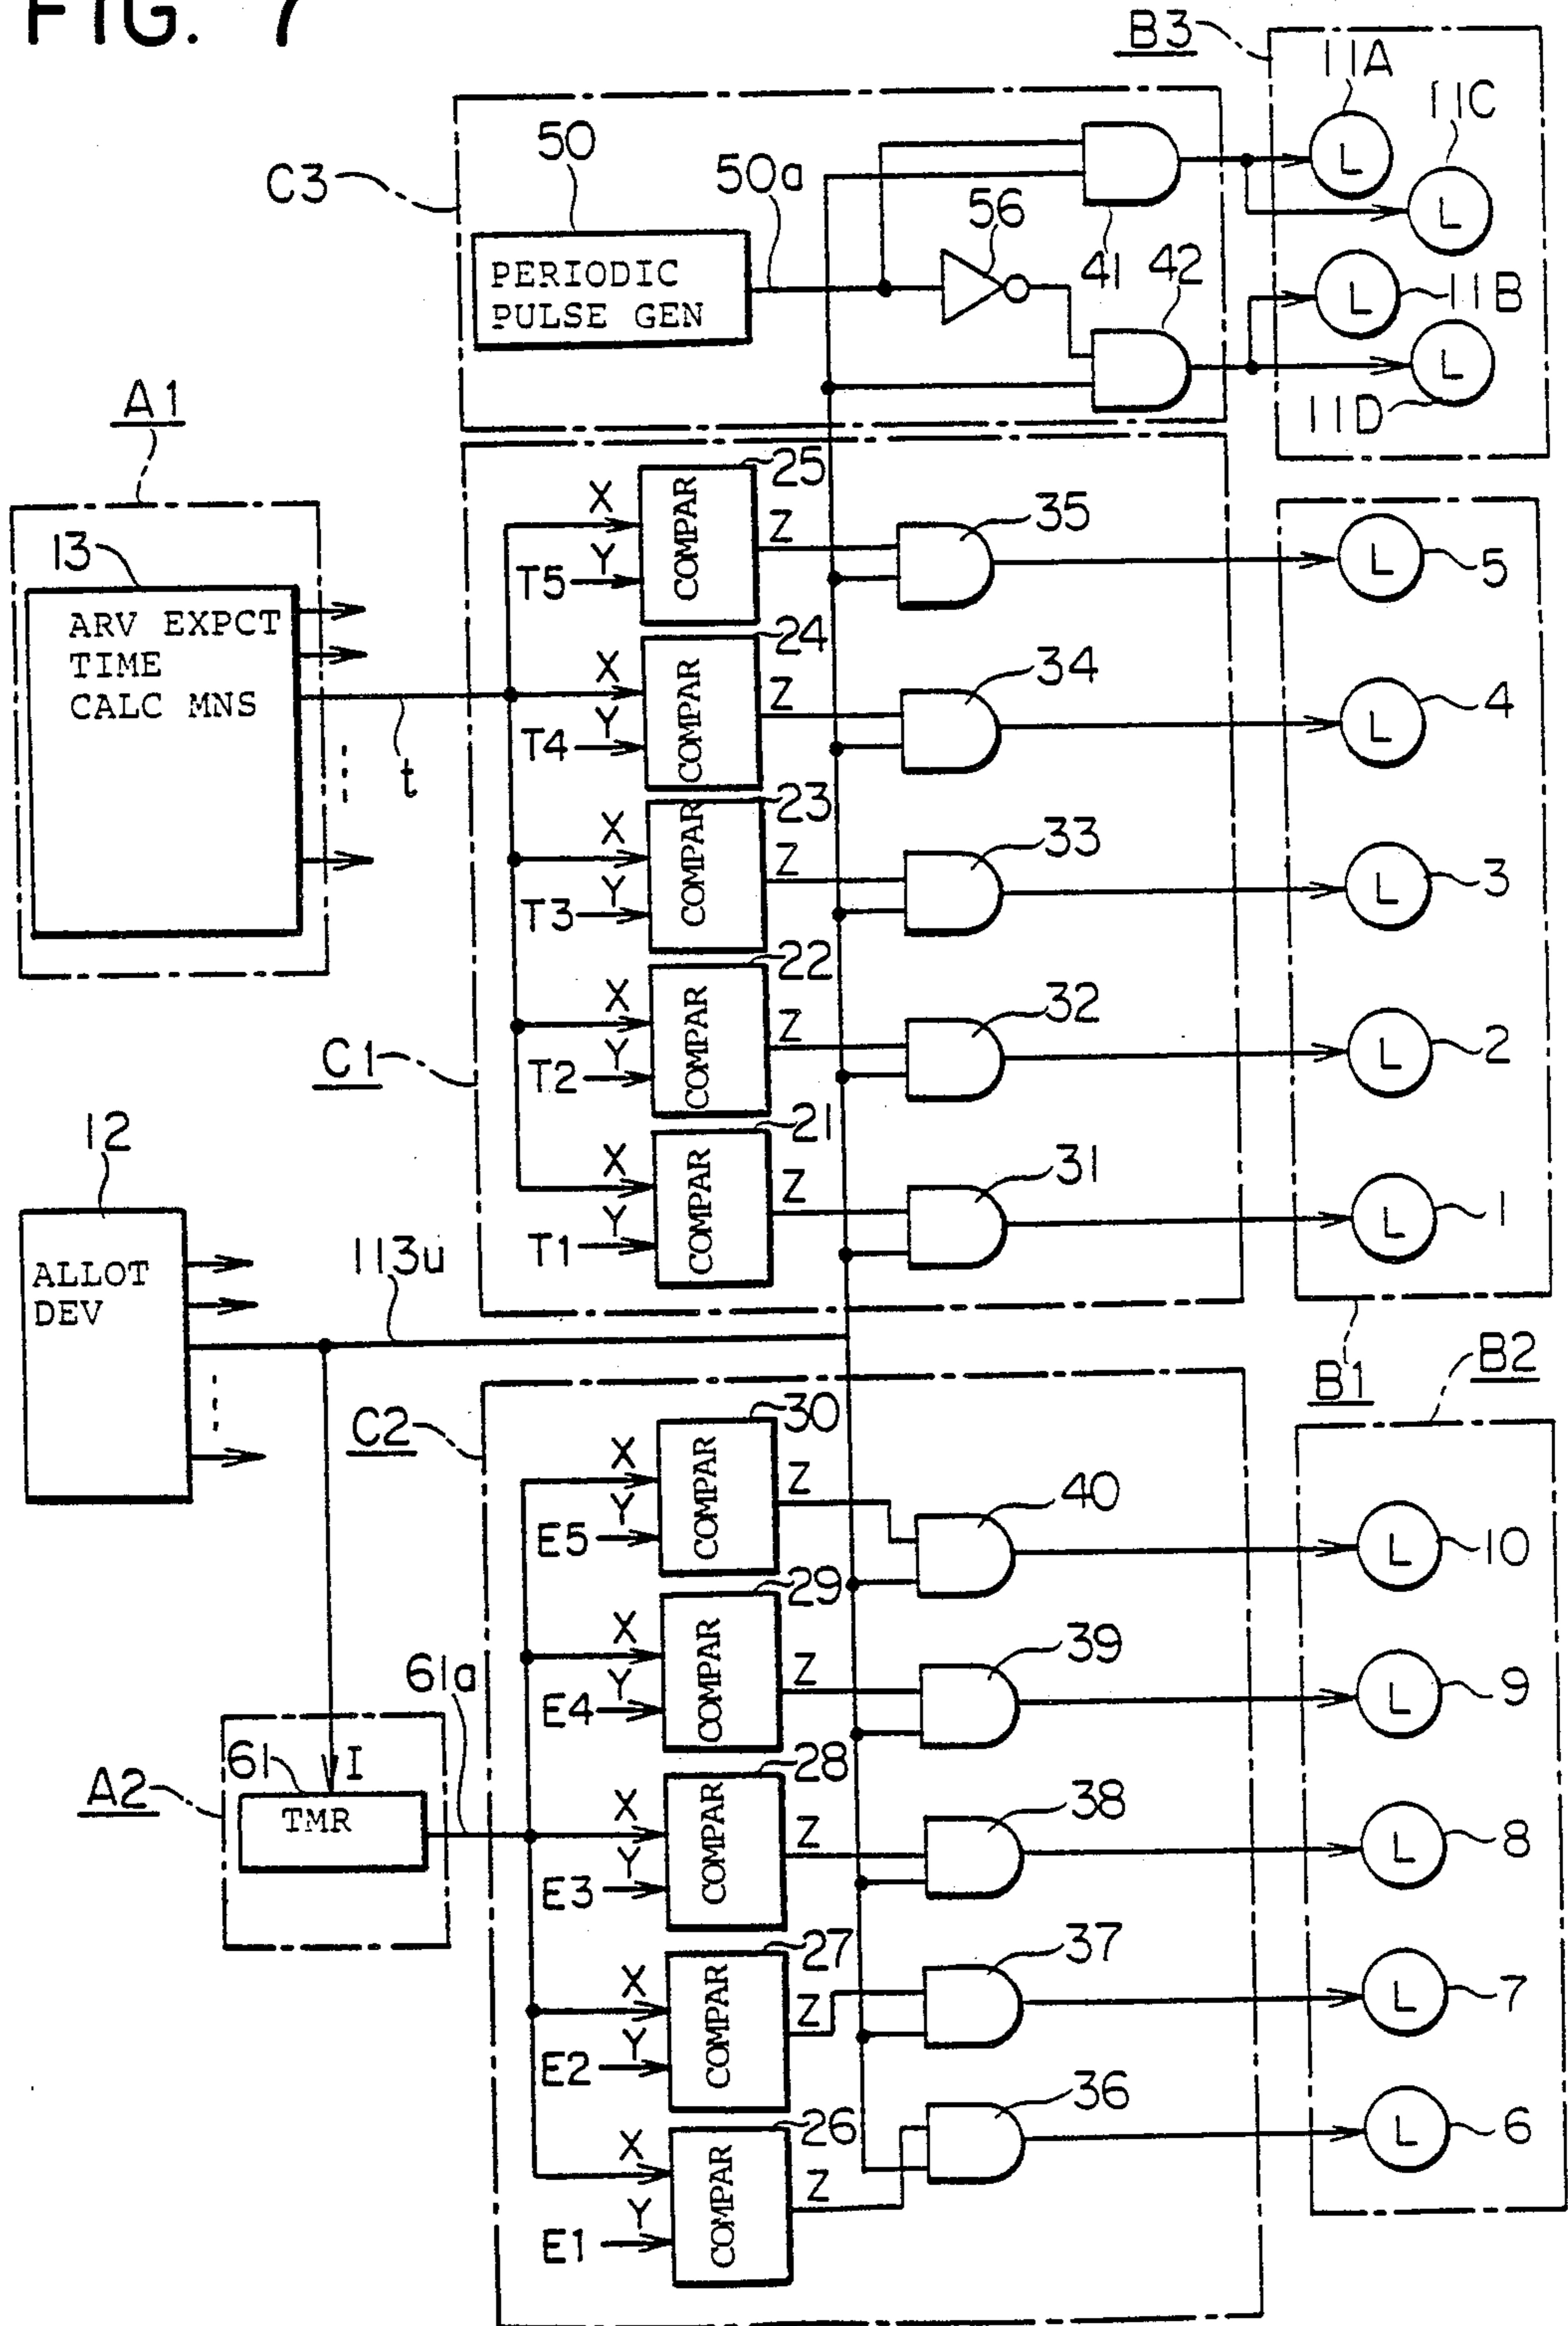 FIG. 7
B3
11A
11C
50
50a
C3
56
L
L
PERIODIC
PULSE GEN
41
42
L
11B
L
11D
A1
25
X
COMPAR
Z
35
Y
T5
L
5
13
ARV EXPCT
TIME
CALC MNS
24
X
COMPAR
Z
34
Y
T4
L
4
t
23
X
COMPAR
Z
33
Y
T3
L
3
22
X
COMPAR
Z
32
Y
T2
L
2
C1
21
X
COMPAR
Z
31
Y
T1
L
1
12
ALLOT
DEV
113u
B1
B2
C2
30
X
COMPAR
Z
40
Y
E5
L
10
29
X
COMPAR
Z
39
Y
E4
L
9
61a
61
I
A2
TMR
28
X
COMPAR
Z
38
Y
E3
L
8
27
X
COMPAR
Z
37
Y
E2
L
7
26
X
COMPAR
Z
36
Y
E1
L
6